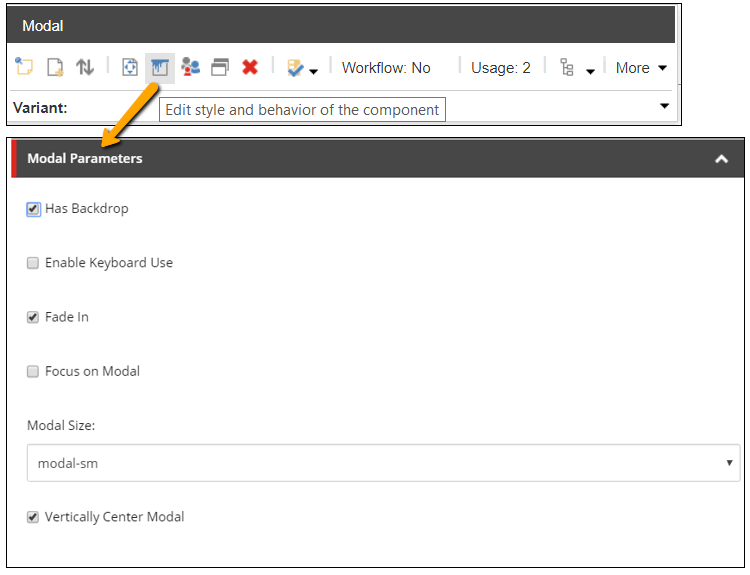 Modal
Workflow: No Usage: 2 More
Variant:
Edit style and behavior of the component
Modal Parameters
Has Backdrop
Enable Keyboard Use
Fade In
Focus on Modal
Modal Size:
modal-sm
Vertically Center Modal